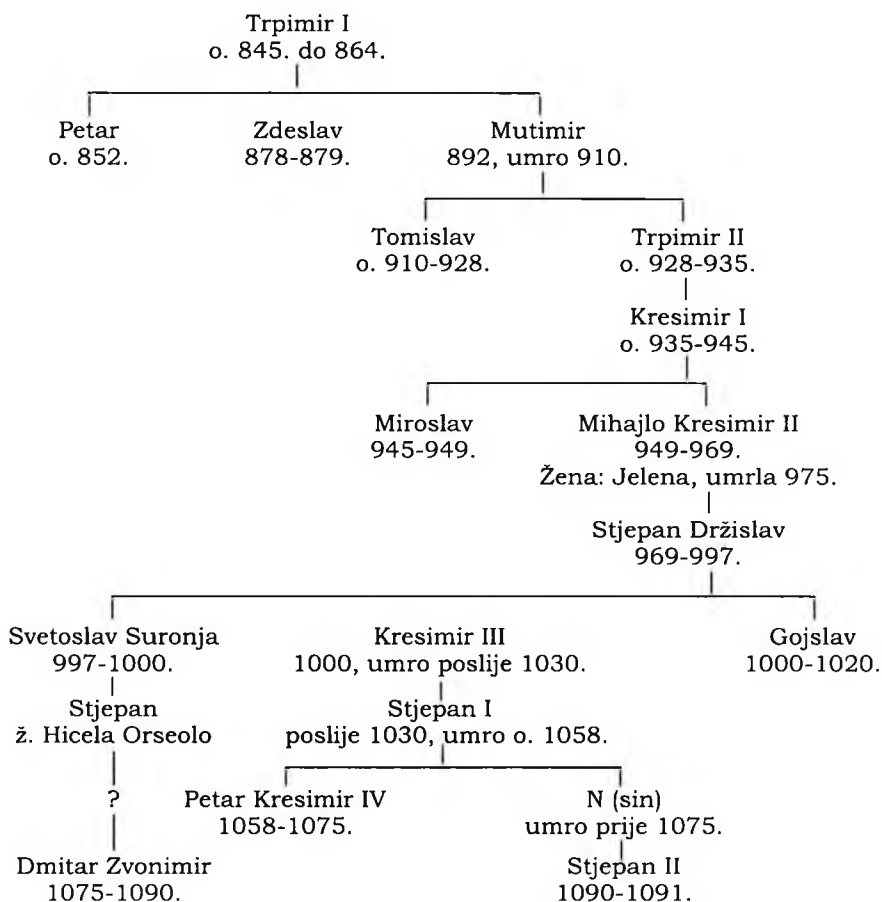 Trpimir I
o. 845. do 864.
Petar Zdeslav Mutimir
o. 852. 878-879. 892, umro 910.
Tomislav Trpimir II
o. 910-928. o. 928-935.
Kresimir I
o. 935-945.
Miroslav Mihajlo Kresimir II
945-949. 949-969.
Žena: Jelena, umrla 975.
Stjepan Držislav
969-997.
Svetoslav Suronja Kresimir III Gojslav
997-1000. 1000, umro poslije 1030. 1000-1020.
Stjepan Stjepan I
ž. Hicela Orseolo poslije 1030, umro o. 1058.
? Petar Kresimir IV N (sin)
1058-1075. umro prije 1075.
Dmitar Zvonimir Stjepan II
1075-1090. 1090-1091.